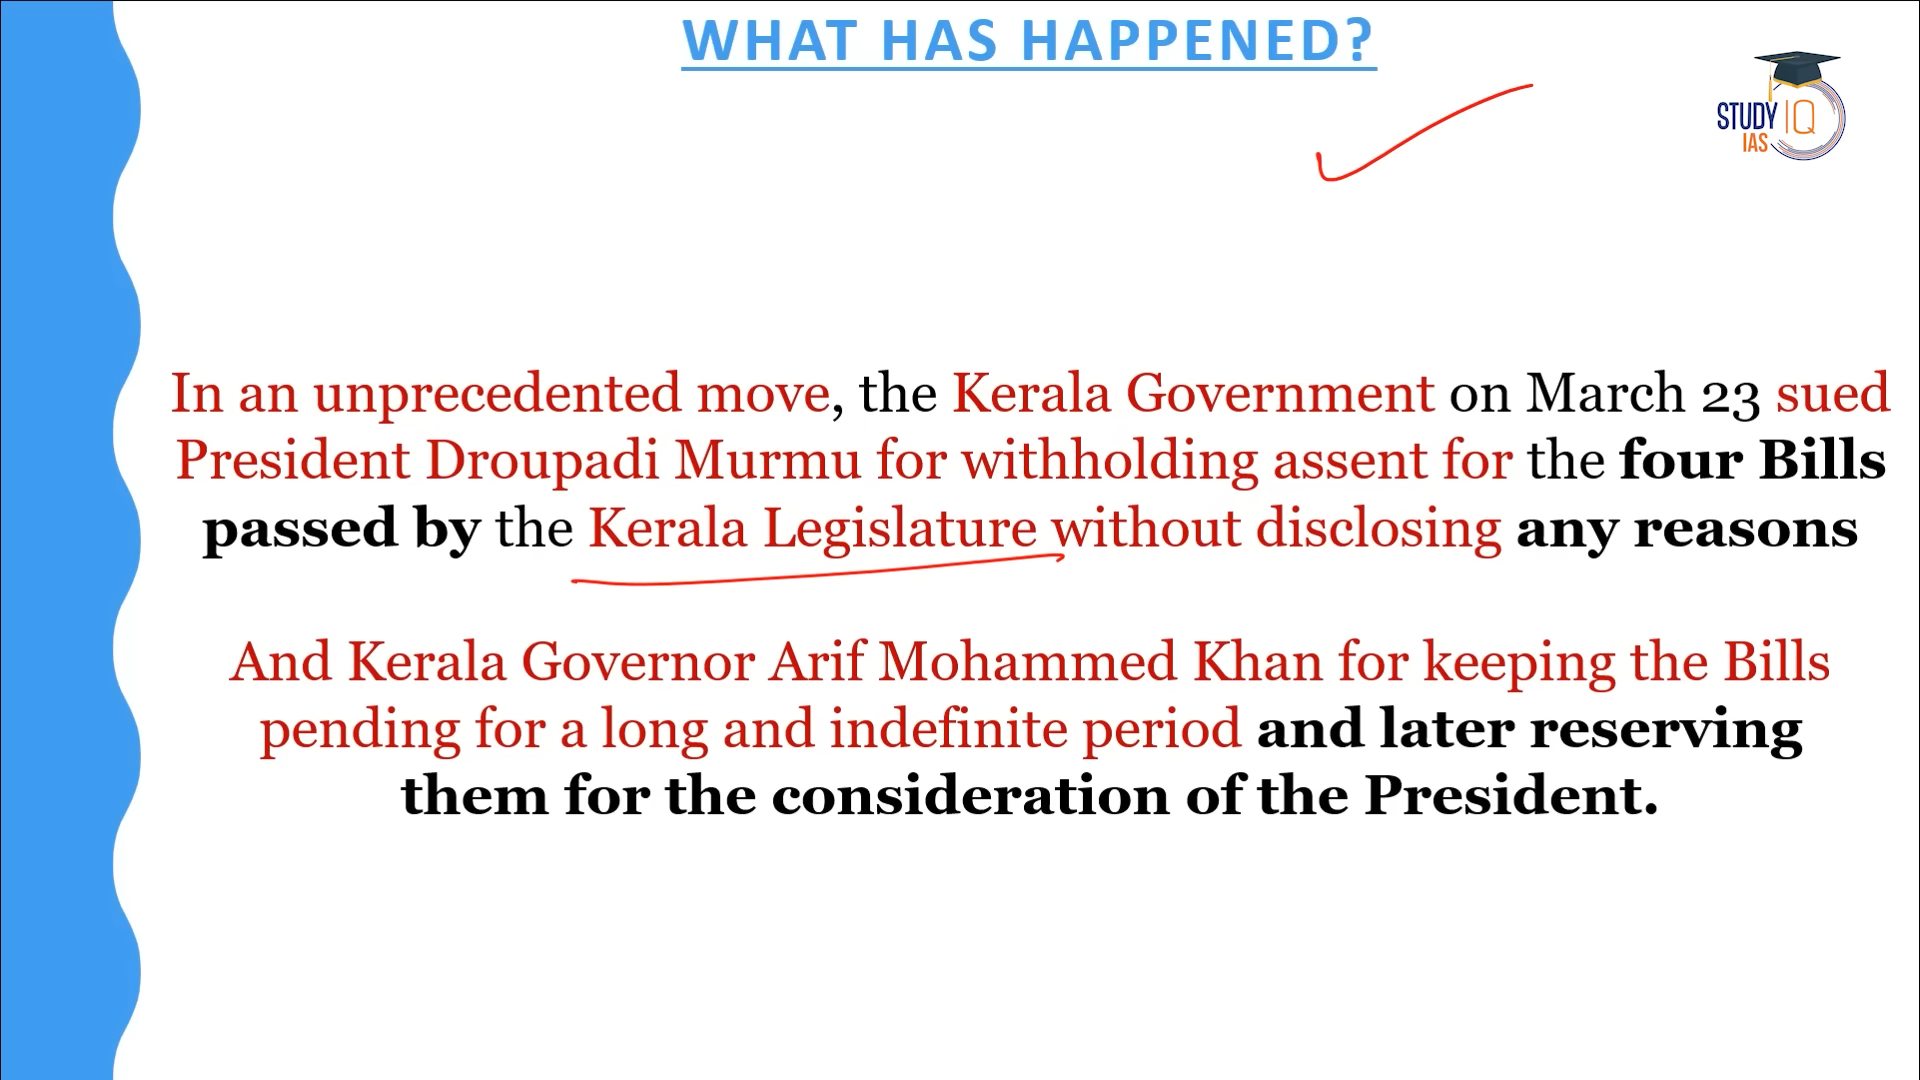 WHAT HAS HAPPENED?
STUDY IQ
IAS
In an unprecedented move, the Kerala Government on March 23 sued
President Droupadi Murmu for withholding assent for the four Bills
passed by the Kerala Legislature without disclosing any reasons
And Kerala Governor Arif Mohammed Khan for keeping the Bills
pending for a long and indefinite period and later reserving
them for the consideration of the President.